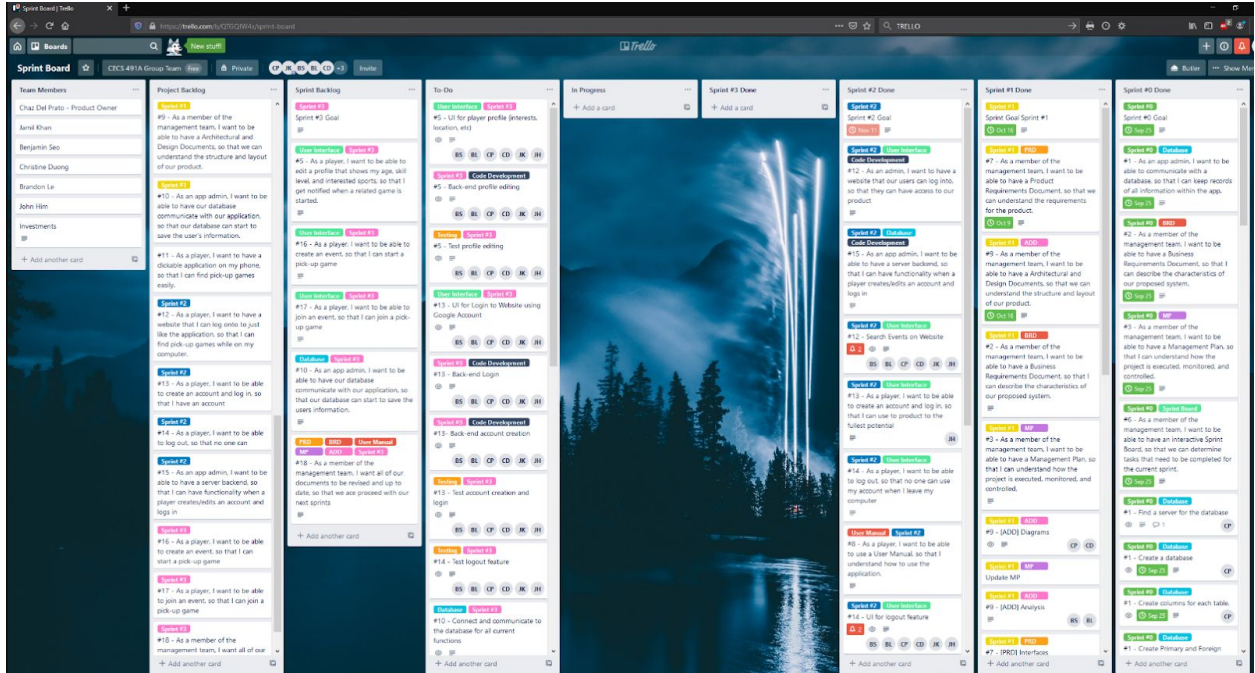 Sprint Board | Trello
https://trello.com/b/
TRELLO
Boards
New stuff!
Trello
Sprint Board
CECS 491A Group Team Free
Private
CP JK BS BL CD +3
Invite
Butler
Show Me
Team Members
Chaz Del Prato - Product Owner
Jamil Khan
Benjamin Seo
Christine Duong
Brandon Le
John Him
Investments
+ Add another card
Project Backlog
Sprint #1
#9 - As a member of the
management team, I want to be
able to have a Architectural and
Design Documents, so that we can
understand the structure and layout
of our product.
Sprint #1
#10 - As an app admin, I want to be
able to have our database
communicate with our application,
so that our database can start to
save the user's information.
#11 - As a player, I want to have a
clickable application on my phone,
so that I can find pick-up games
easily.
Sprint #2
#12 - As a player, I want to have a
website that I can log onto to just
like the application, so that I can
find pick-up games while on my
computer.
Sprint #2
#13 - As a player, I want to be able
to create an account and log in, so
that I have an account
Sprint #2
#14 - As a player, I want to be able
to log out, so that no one can
Sprint #2
#15 - As an app admin, I want to be
able to have a server backend, so
that I can have functionality when a
player creates/edits an account and
logs in
Sprint #3
#16 - As a player, I want to be able
to create an event, so that I can
start a pick-up game
Sprint #3
#17 - As a player, I want to be able
to join an event, so that I can join a
pick-up game
Sprint #3
#18 - As a member of the
management team, I want all of our
+ Add another card
Sprint Backlog
Sprint #3
Sprint #3 Goal
User Interface Sprint #3
#5 - As a player, I want to be able to
edit a profile that shows my age, skill
level, and interested sports, so that I
get notified when a related game is
started.
User Interface Sprint #3
#16 - As a player, I want to be able to
create an event, so that I can start a
pick-up game
User Interface Sprint #3
#17 - As a player, I want to be able to
join an event, so that I can join a pick-
up game
Database Sprint #3
#10 - As an app admin, I want to be
able to have our database
communicate with our application, so
that our database can start to save the
users information.
PRD BRD User Manual
MP ADD Sprint #3
#18 - As a member of the
management team, I want all of our
documents to be revised and up to
date, so that we ace proceed with our
next sprints
+ Add another card
To-Do
User Interface Sprint #3
#5 - UI for player profile (interests,
location, etc)
BS BL CP CD JK JH
Sprint #3 Code Development
#5 - Back-end profile editing
BS BL CP CD JK JH
Testing Sprint #3
#5 - Test profile editing
BS BL CP CD JK JH
User Interface Sprint #3
#13 - UI for Login to Website using
Google Account
BS BL CP CD JK JH
Sprint #3 Code Development
#13 - Back-end Login
BS BL CP CD JK JH
Sprint #3 Code Development
#13- Back-end account creation
BS BL CP CD JK JH
Testing Sprint #3
#13 - Test account creation and
login
BS BL CP CD JK JH
Testing Sprint #3
#14 - Test logout feature
BS BL CP CD JK JH
Database Sprint #3
#10 - Connect and communicate to
the database for all current
functions
+ Add another card
In Progress
+ Add a card
Sprint #3 Done
+ Add a card
Sprint #2 Done
Sprint #2
Sprint #2 Goal
Nov 11
Sprint #2 User Interface
Code Development
#12 - As an admin, I want to have a
website that our users can log into,
so that they can have access to our
product
Sprint #2 Database
Code Development
#15 - As an app admin, I want to be
able to have a server backend, so
that I can have functionality when a
player creates/edits an account and
logs in
Sprint #2 User Interface
#12 - Search Events on Website
2
BS BL CP CD JK JH
Sprint #2 User Interface
#13 - As a player, I want to be able
to create an account and log in, so
that I can use to product to the
fullest potential
JH
Sprint #2 User Interface
#14 - As a player, I want to be able
to log out, so that no one can use
my account when I leave my
computer
User Manual Sprint #2
#8 - As a player, I want to be able
to use a User Manual, so that I
understand how to use the
application.
Sprint #2 User Interface
#14 - UI for logout feature
2
BS BL CP CD JK JH
+ Add another card
Sprint #1 Done
Sprint #1
Sprint Goal Sprint #1
Oct 16
Sprint #1 PRD
#7 - As a member of the
management team, I want to be
able to have a Product
Requirements Document, so that we
can understand the requirements
for the product.
Oct 9
Sprint #1 ADD
#9 - As a member of the
management team, I want to be
able to have a Architectural and
Design Documents, so that we can
understand the structure and layout
of our product.
Oct 16
Sprint #1 BRD
#2 - As a member of the
management team, I want to be
able to have a Business
Requirements Document, so that I
can describe the characteristics of
our proposed system.
Sprint #1 MP
#3 - As a member of the
management team, I want to be
able to have a Management Plan, so
that I can understand how the
project is executed, monitored, and
controlled.
Sprint #1 ADD
#9 - [ADD] Diagrams
CP CD
Sprint #1 MP
Update MP
Sprint #1 ADD
#9 - [ADD] Analysis
BS BL
Sprint #1 PRD
#7 - [PRD] Interfaces
+ Add another card
Sprint #0 Done
Sprint #0
Sprint #0 Goal
Sep 25
Sprint #0 Database
#1 - As an app admin, I want to be
able to communicate with a
database, so that I can keep records
of all information within the app.
Sep 25
Sprint #0 BRD
#2 - As a member of the
management team, I want to be
able to have a Business
Requirements Document, so that I
can describe the characteristics of
our proposed system.
Sep 25
Sprint #0 MP
#3 - As a member of the
management team, I want to be
able to have a Management Plan, so
that I can understand how the
project is executed, monitored, and
controlled.
Sep 25
Sprint #0 Sprint Board
#6 - As a member of the
management team, I want to be
able to have an interactive Sprint
Board, so that we can determine
tasks that need to be completed for
the current sprint.
Sep 25
Sprint #0 Database
#1 - Find a server for the database
1
CP
Sprint #0 Database
#1 - Create a database
Sep 25
CP
Sprint #0 Database
#1 - Create columns for each table.
Sep 25
CP
Sprint #0 Database
#1 - Create Primary and Foreign
+ Add another card